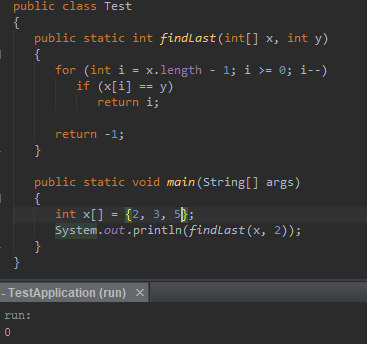 public class Test
{
    public static int findLast(int[] x, int y)
    {
        for (int i = x.length - 1; i >= 0; i--)
            if (x[i] == y)
                return i;

        return -1;
    }

    public static void main(String[] args)
    {
        int x[] = {2, 3, 5};
        System.out.println(findLast(x, 2));
    }
}
- TestApplication (run) ×
run:
0